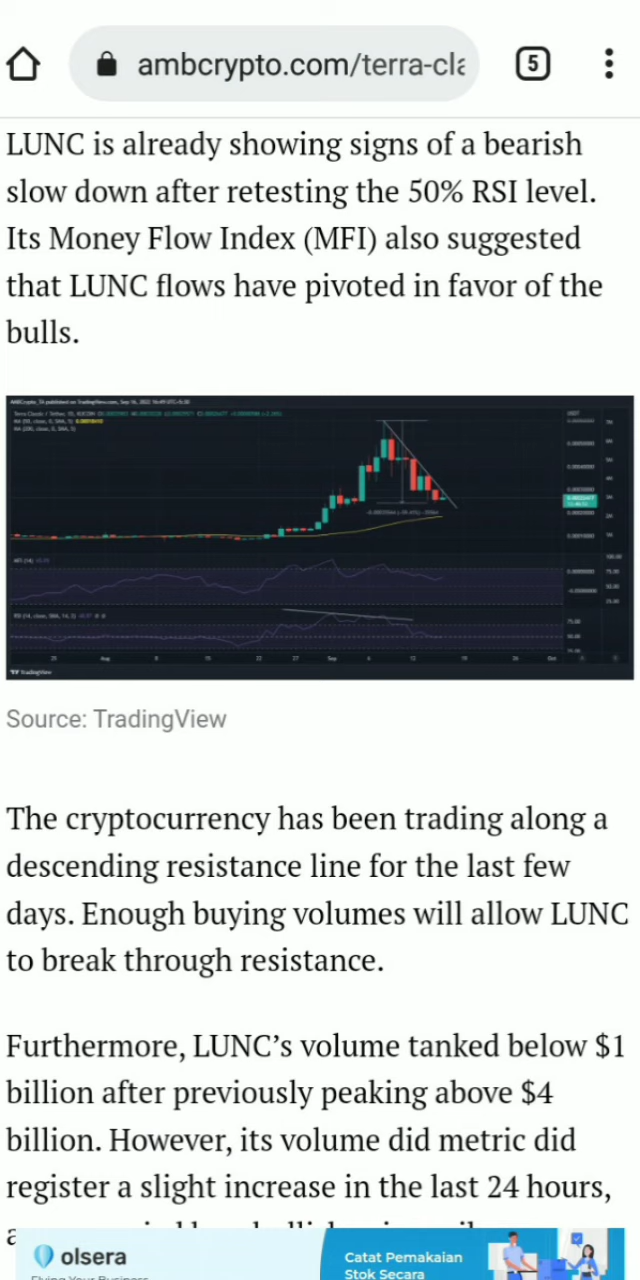 ambcrypto.com/terra-cla
5
LUNC is already showing signs of a bearish
slow down after retesting the 50% RSI level.
Its Money Flow Index (MFI) also suggested
that LUNC flows have pivoted in favor of the
bulls.
TradingView
Source: TradingView
The cryptocurrency has been trading along a
descending resistance line for the last few
days. Enough buying volumes will allow LUNC
to break through resistance.
Furthermore, LUNC’s volume tanked below $1
billion after previously peaking above $4
billion. However, its volume did metric did
register a slight increase in the last 24 hours,
olsera
Flying Your Business
Catat Pemakaian
Stok Secara